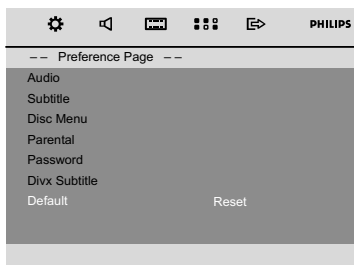 PHILIPS
-- Preference Page --
Audio
Subtitle
Disc Menu
Parental
Password
Divx Subtitle
Default Reset